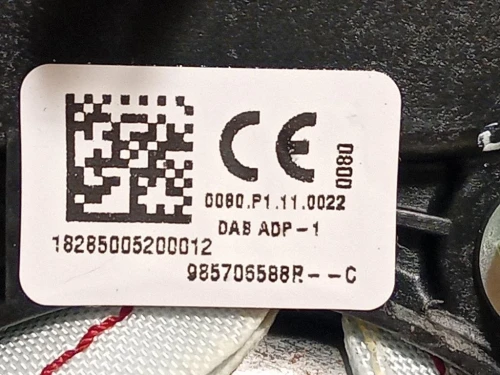 CE
0080
0080.P1.11.0022
DAB ADP-1
18285005200012
985706588R--C